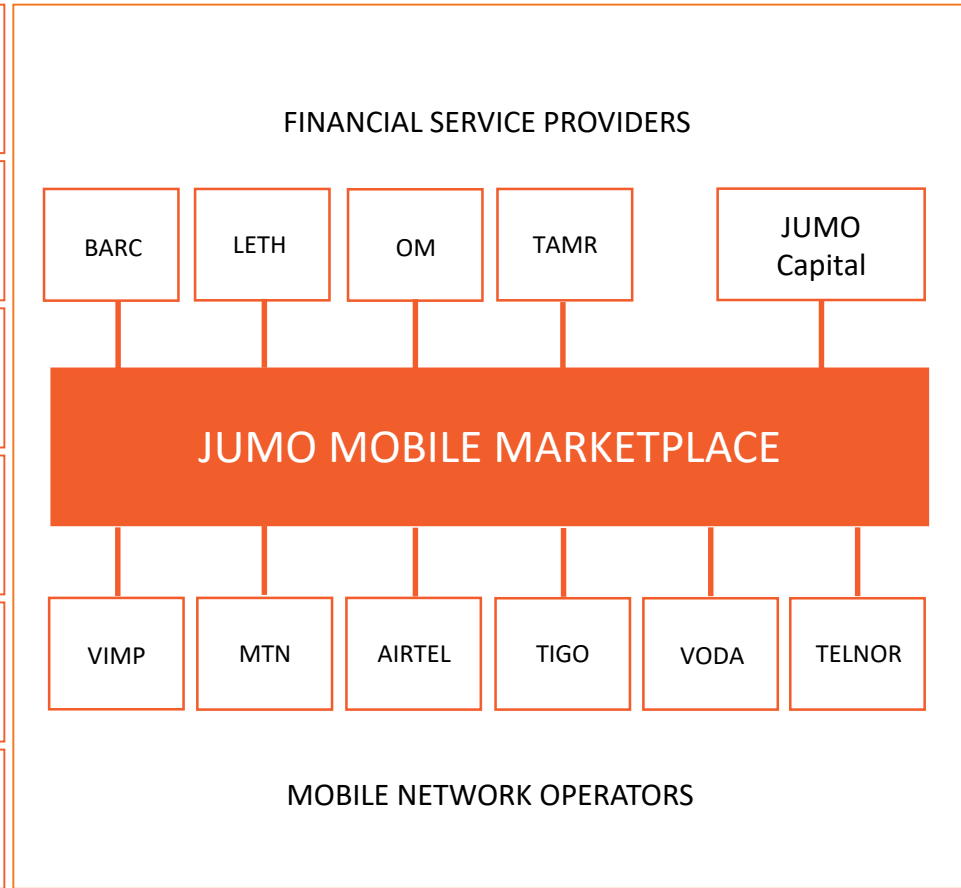 FINANCIAL SERVICE PROVIDERS
BARC
LETH
OM
TAMR
JUMO
Capital
JUMO MOBILE MARKETPLACE
VIMP
MTN
AIRTEL
TIGO
VODA
TELNOR
MOBILE NETWORK OPERATORS